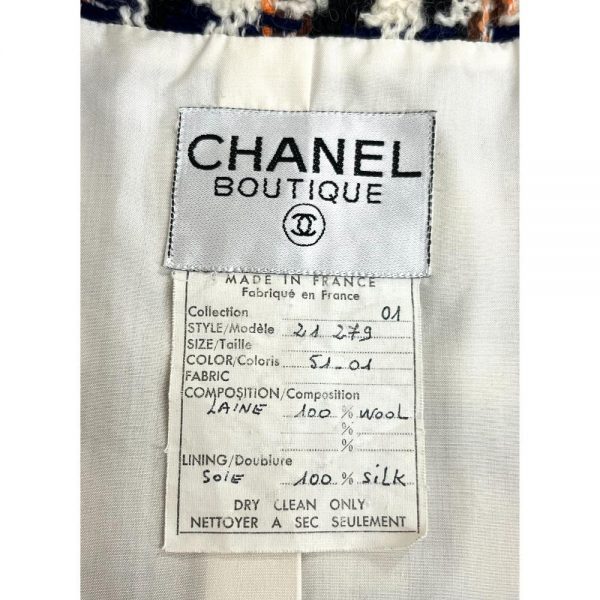 CHANEL
BOUTIQUE
MADE IN FRANCE
Fabriqué en France
Collection 01
STYLE/Modèle 21 279
SIZE/Taille
COLOR/Coloris 51-01
FABRIC
COMPOSITION/Composition
LAINE 100 % WOOL
%
%
LINING/Doublure
Soie 100 % SILK
DRY CLEAN ONLY
NETTOYER A SEC SEULEMENT